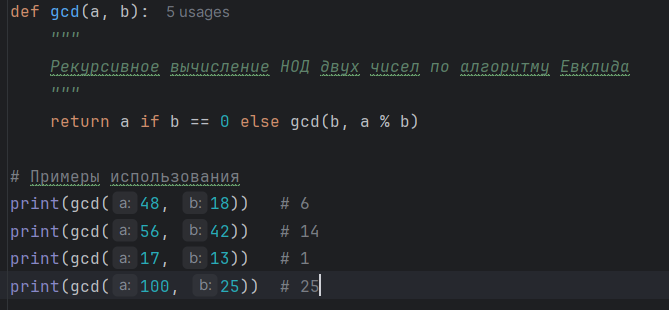 def gcd(a, b):  5 usages
    """
    Рекурсивное вычисление НОД двух чисел по алгоритму Евклида
    """
    return a if b == 0 else gcd(b, a % b)

# Примеры использования
print(gcd( a: 48,  b: 18))   # 6
print(gcd( a: 56,  b: 42))   # 14
print(gcd( a: 17,  b: 13))   # 1
print(gcd( a: 100,  b: 25))  # 25